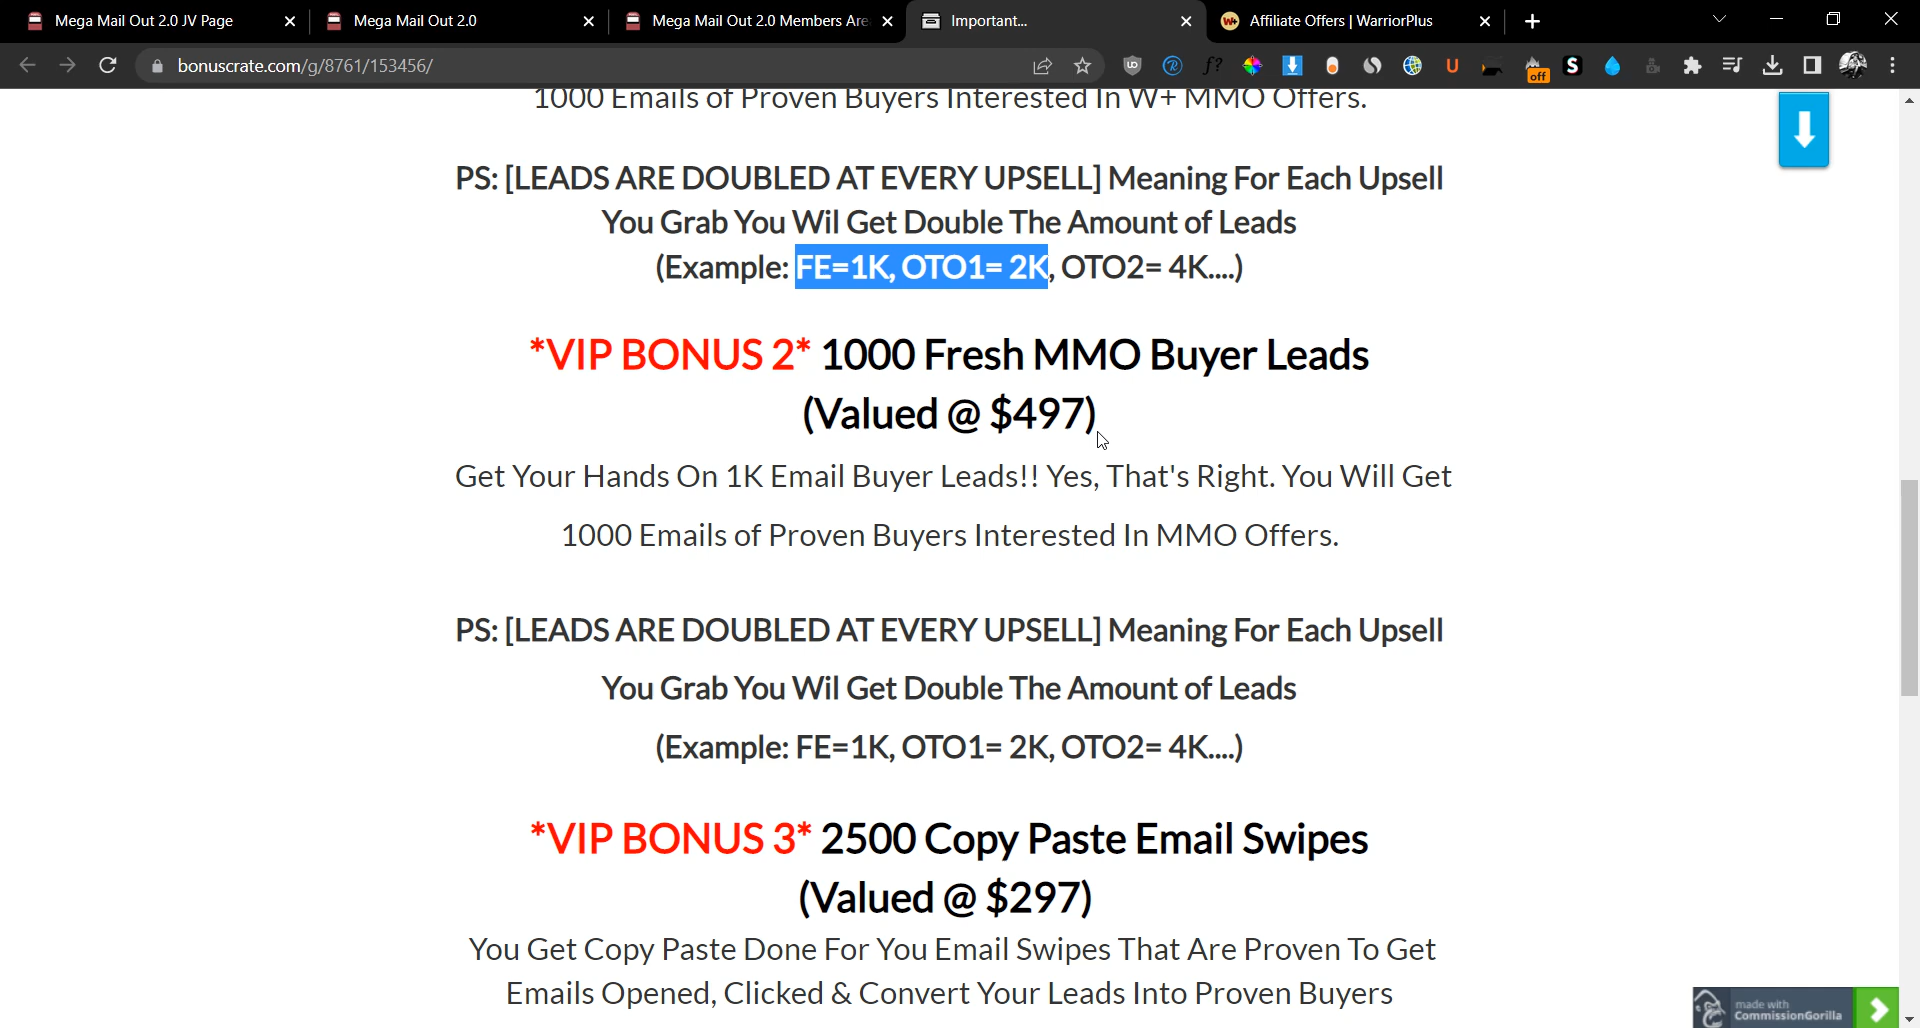 Mega Mail Out 2.0 JV Page
Mega Mail Out 2.0
Mega Mail Out 2.0 Members Are
Important...
W+ Affiliate Offers | WarriorPlus
bonuscrate.com/g/8761/153456/
off
1000 Emails of Proven Buyers Interested In W+ MMO Offers.
PS: [LEADS ARE DOUBLED AT EVERY UPSELL] Meaning For Each Upsell
You Grab You Wil Get Double The Amount of Leads
(Example: FE=1K, OTO1= 2K, OTO2= 4K....)
*VIP BONUS 2* 1000 Fresh MMO Buyer Leads
(Valued @ $497)
Get Your Hands On 1K Email Buyer Leads!! Yes, That's Right. You Will Get
1000 Emails of Proven Buyers Interested In MMO Offers.
PS: [LEADS ARE DOUBLED AT EVERY UPSELL] Meaning For Each Upsell
You Grab You Wil Get Double The Amount of Leads
(Example: FE=1K, OTO1= 2K, OTO2= 4K....)
*VIP BONUS 3* 2500 Copy Paste Email Swipes
(Valued @ $297)
You Get Copy Paste Done For You Email Swipes That Are Proven To Get
Emails Opened, Clicked & Convert Your Leads Into Proven Buyers
made with
CommissionGorilla